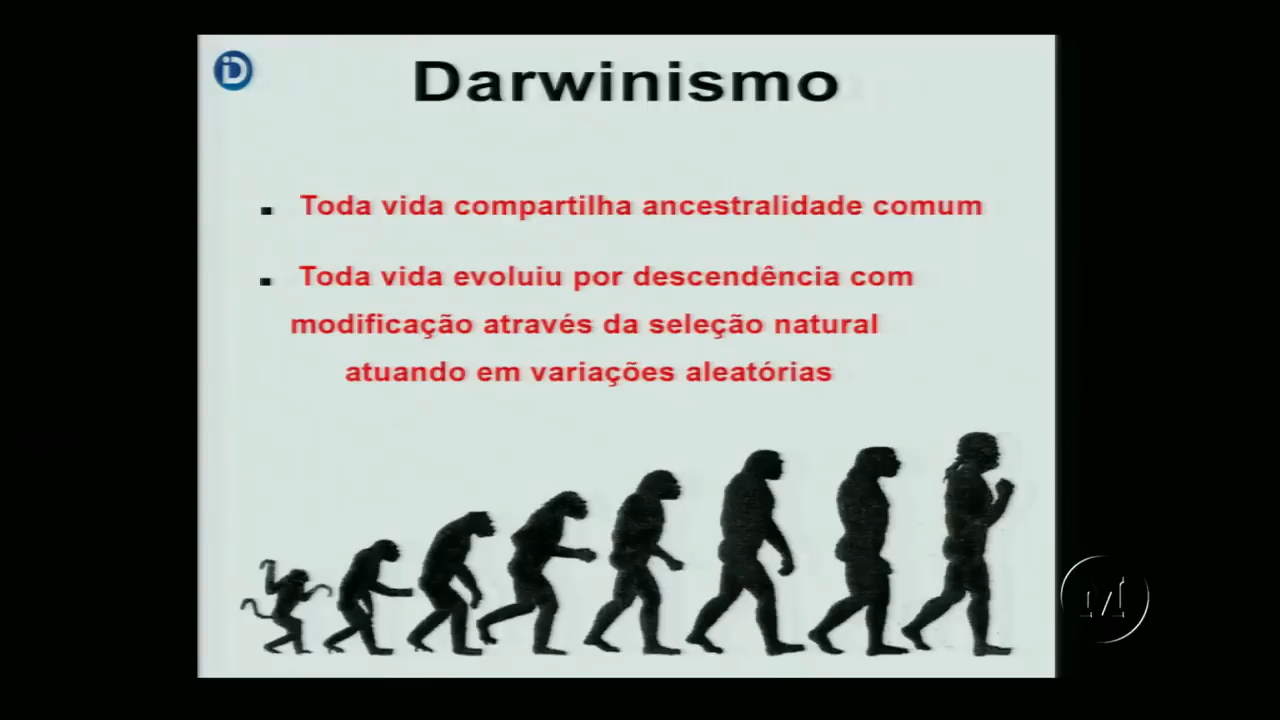 iD
Darwinismo
Toda vida compartilha ancestralidade comum
Toda vida evoluiu por descendência com
modificação através da seleção natural
atuando em variações aleatórias
M